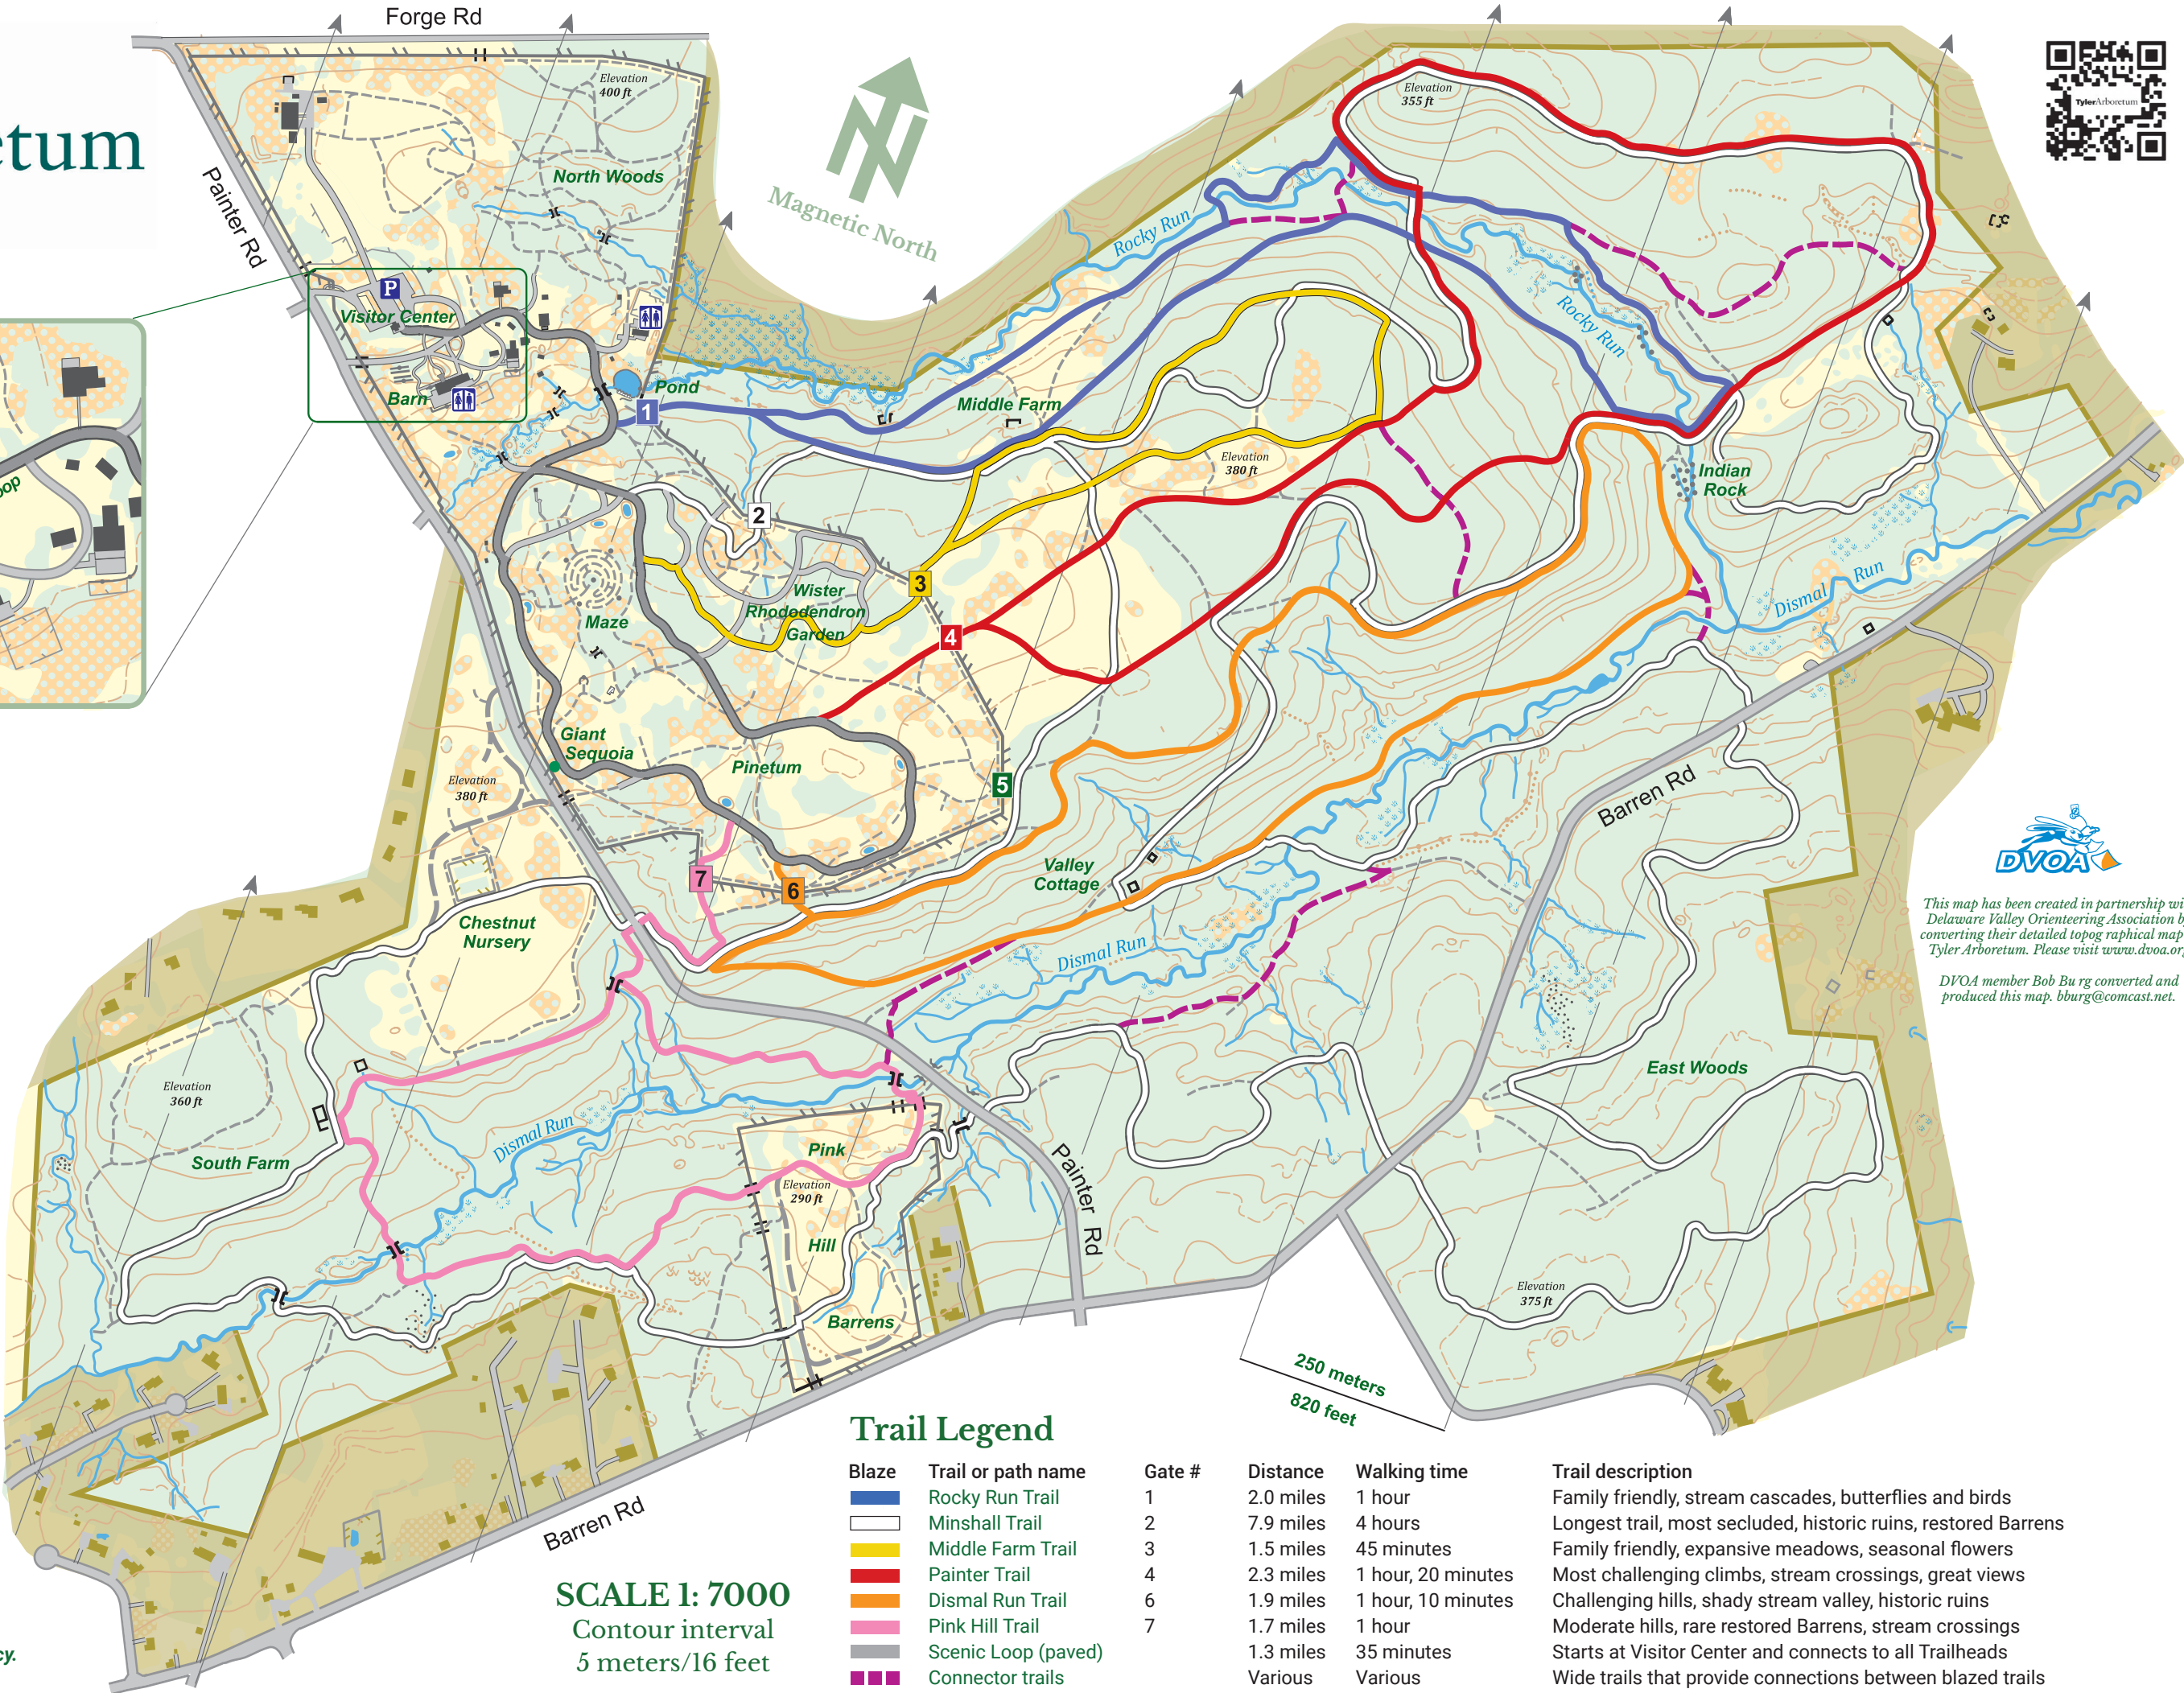 Forge Rd
etum
Painter Rd
Elevation
400 ft
North Woods
Magnetic North
Elevation
355 ft
TylerArboretum
P
Visitor Center
Barn
Pond
1
Rocky Run
Rocky Run
Middle Farm
Elevation
380 ft
Indian
Rock
oop
2
3
4
Wister
Rhododendron
Garden
Maze
Dismal Run
Giant
Sequoia
Pinetum
5
Elevation
380 ft
Barren Rd
7
6
Valley
Cottage
Chestnut
Nursery
Dismal Run
DVOA
This map has been created in partnership wi
Delaware Valley Orienteering Association b
converting their detailed topog raphical map
Tyler Arboretum. Please visit www.dvoa.or
DVOA member Bob Bu rg converted and
produced this map. bburg@comcast.net.
Elevation
360 ft
South Farm
Dismal Run
Pink
Elevation
290 ft
Hill
Barrens
Painter Rd
East Woods
Elevation
375 ft
250 meters
820 feet
Barren Rd
SCALE 1: 7000
Contour interval
5 meters/16 feet
cy.
Trail Legend
Blaze Trail or path name Gate # Distance Walking time Trail description
Rocky Run Trail 1 2.0 miles 1 hour Family friendly, stream cascades, butterflies and birds
Minshall Trail 2 7.9 miles 4 hours Longest trail, most secluded, historic ruins, restored Barrens
Middle Farm Trail 3 1.5 miles 45 minutes Family friendly, expansive meadows, seasonal flowers
Painter Trail 4 2.3 miles 1 hour, 20 minutes Most challenging climbs, stream crossings, great views
Dismal Run Trail 6 1.9 miles 1 hour, 10 minutes Challenging hills, shady stream valley, historic ruins
Pink Hill Trail 7 1.7 miles 1 hour Moderate hills, rare restored Barrens, stream crossings
Scenic Loop (paved) 1.3 miles 35 minutes Starts at Visitor Center and connects to all Trailheads
Connector trails Various Various Wide trails that provide connections between blazed trails